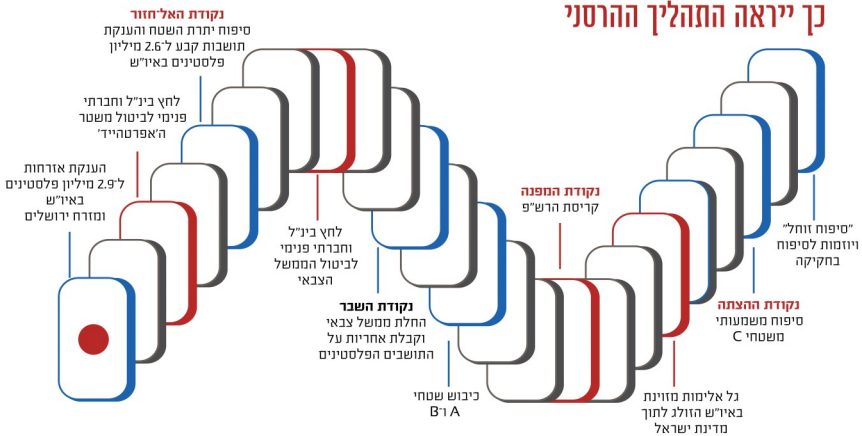 כך ייראה התהליך ההרסני
"סיפוח זוחל"
ויוזמות לסיפוח
בחקיקה
נקודת ההצתה
סיפוח משמעותי
משטחי C
גל אלימות מזוינת
באיו"ש הזולג לתוך
מדינת ישראל
נקודת המפנה
קריסת הרש"פ
כיבוש שטחי
A ו־B
נקודת השבר
החלת ממשל צבאי
וקבלת אחריות על
התושבים הפלסטינים
לחץ בינ"ל
וחברתי פנימי
לביטול הממשל
הצבאי
נקודת האל־חזור
סיפוח יתרת השטח והענקת
תושבות קבע ל־2.6 מיליון
פלסטינים באיו"ש
לחץ בינ"ל וחברתי
פנימי לביטול משטר
ה'אפרטהייד'
הענקת אזרחות
ל־2.9 מיליון פלסטינים
באיו"ש
ומזרח ירושלים